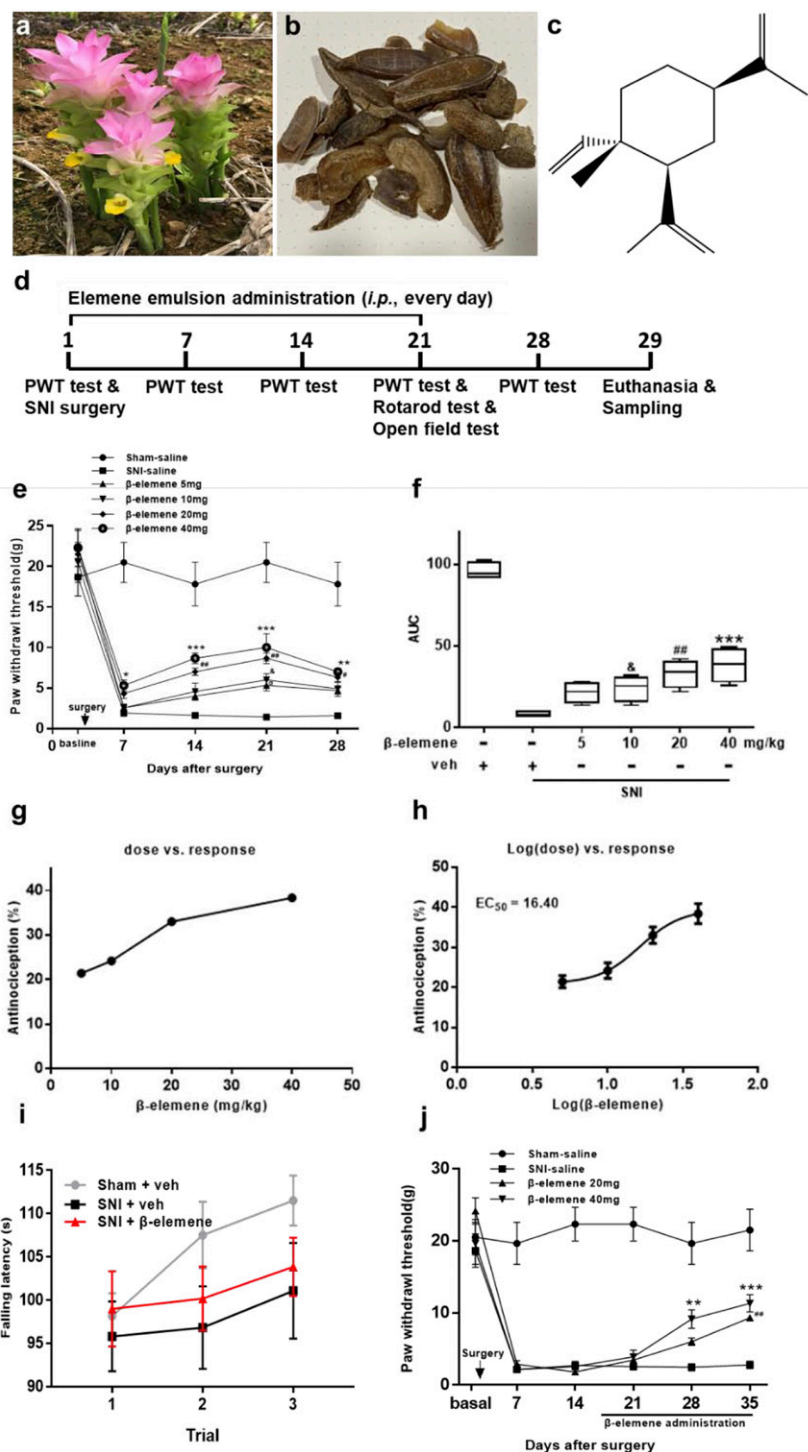 a
b
c
d
Elemene emulsion administration (i.p., every day)
1 7 14 21 28 29
PWT test & SNI surgery
PWT test
PWT test
PWT test & Rotarod test & Open field test
PWT test
Euthanasia & Sampling
e
Sham-saline
SNI-saline
β-elemene 5mg
β-elemene 10mg
β-elemene 20mg
β-elemene 40mg
Paw withdrawl threshold(g)
25
20
15
10
5
0
* *** ## *** ## & ** #
surgery
0 basline 7 14 21 28
Days after surgery
f
AUC
100
50
0
& ## ***
β-elemene - - 5 10 20 40 mg/kg
veh + + - - - -
SNI
g
dose vs. response
Antinociception (%)
40
30
20
10
0
0 10 20 30 40 50
β-elemene (mg/kg)
h
Log(dose) vs. response
EC50 = 16.40
Antinociception (%)
50
40
30
20
10
0
0.0 0.5 1.0 1.5 2.0
Log(β-elemene)
i
Sham + veh
SNI + veh
SNI + β-elemene
Falling latency (s)
115
110
105
100
95
90
1 2 3
Trial
j
Sham-saline
SNI-saline
β-elemene 20mg
β-elemene 40mg
Paw withdrawl threshold(g)
30
20
10
0
** *** ##
Surgery
basal 7 14 21 28 35
β-elemene administration
Days after surgery